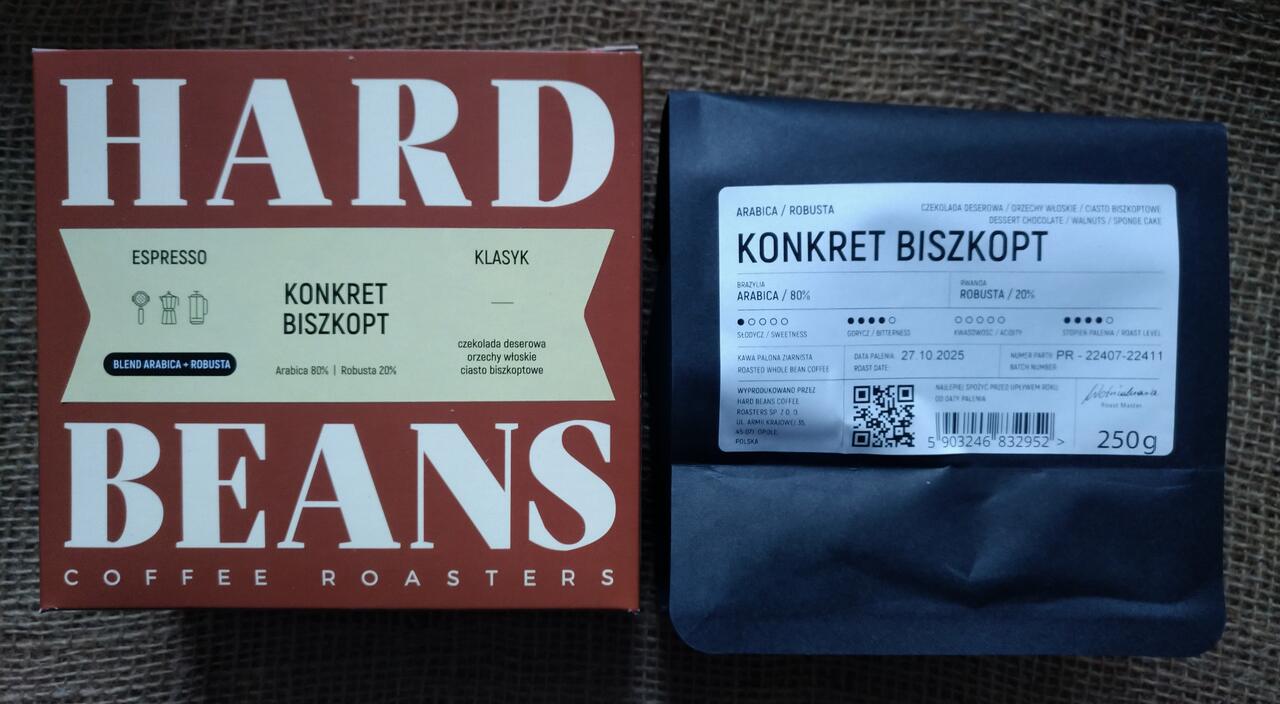 HARD
ESPRESSO
KLASYK
KONKRET
BISZKOPT
BLEND ARABICA + ROBUSTA
Arabica 80% | Robusta 20%
czekolada deserowa
orzechy włoskie
ciasto biszkoptowe
BEANS
COFFEE ROASTERS
ARABICA / ROBUSTA
CZEKOLADA DESEROWA / ORZECHY WŁOSKIE / CIASTO BISZKOPTOWE
DESSERT CHOCOLATE / WALNUTS / SPONGE CAKE
KONKRET BISZKOPT
BRAZYLIA
ARABICA / 80%
RWANDA
ROBUSTA / 20%
SŁODYCZ / SWEETNESS
GORYCZ / BITTERNESS
KWASOWOŚĆ / ACIDITY
STOPIEŃ PALENIA / ROAST LEVEL
KAWA PALONA ZIARNISTA
ROASTED WHOLE BEAN COFFEE
DATA PALENIA: 27.10.2025
ROAST DATE:
NUMER PARTII: PR - 22407-22411
BATCH NUMBER:
WYPRODUKOWANO PRZEZ
HARD BEANS COFFEE
ROASTERS SP. Z O. O.
UL. ARMII KRAJOWEJ 35,
OPOLE,
POLSKA
NAJLEPIEJ SPOŻYĆ PRZED UPŁYWEM ROKU
OD DATY PALENIA
5 903246 832952 >
Roast Master
250g